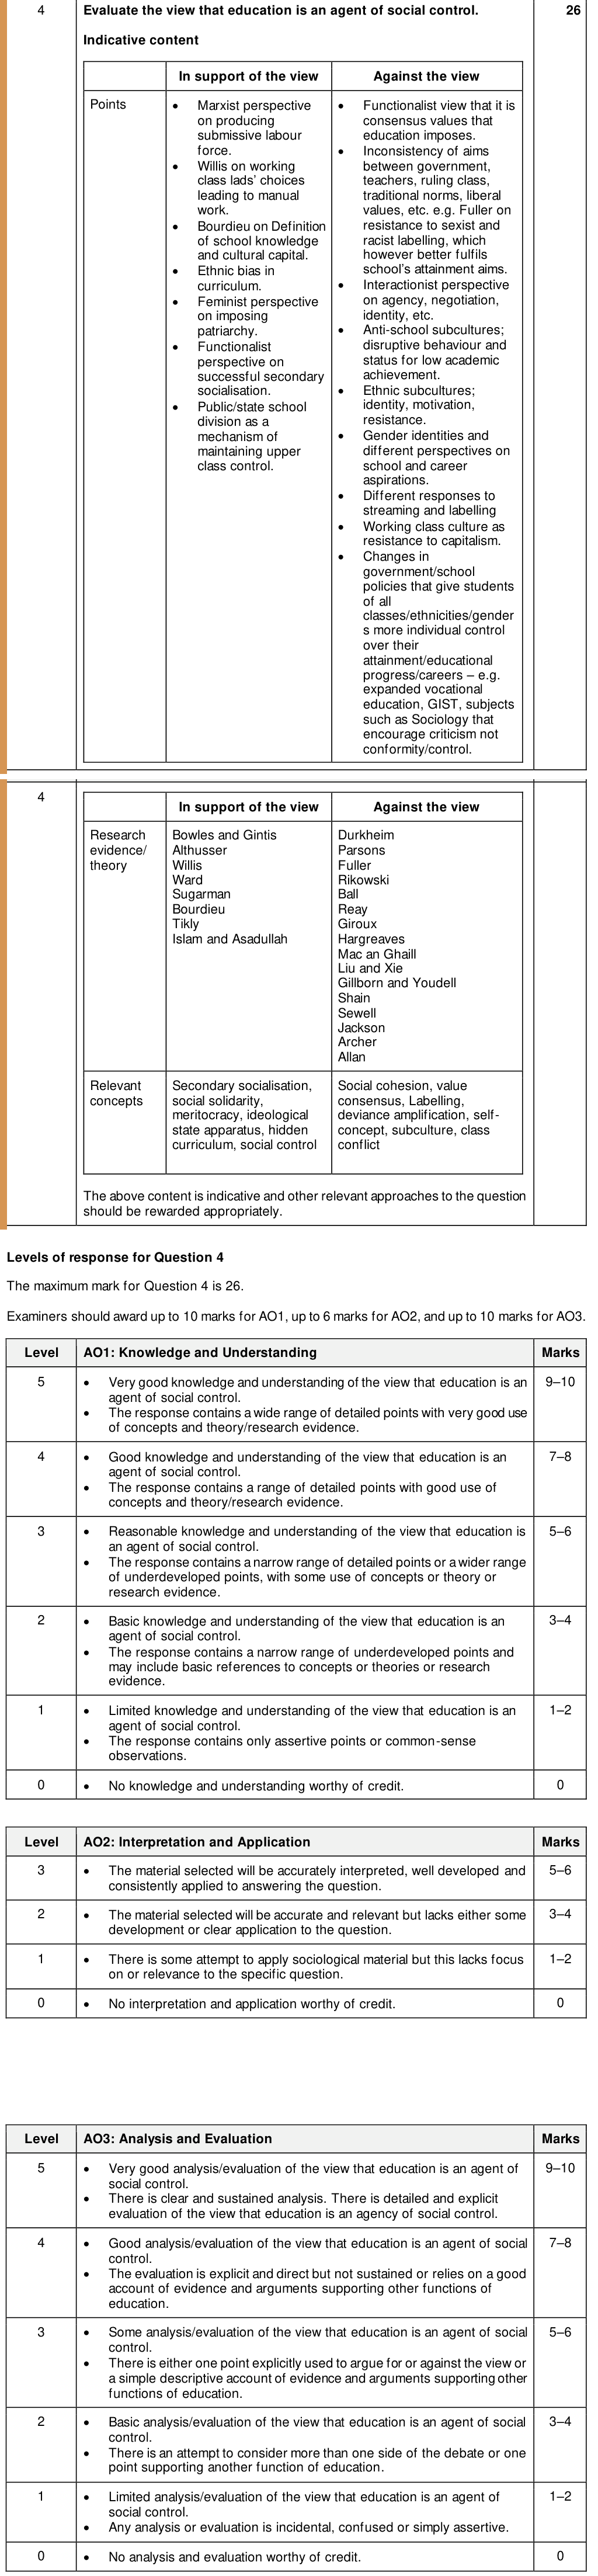 4
Evaluate the view that education is an agent of social control.
26
Indicative content
In support of the view
Against the view
Points
• Marxist perspective
on producing
submissive labour
force.
• Willis on working
class lads' choices
leading to manual
work.
• Bourdieu on Definition
of school knowledge
and cultural capital.
• Ethnic bias in
curriculum.
• Feminist perspective
on imposing
patriarchy.
• Functionalist
perspective on
successful secondary
socialisation.
• Public/state school
division as a
mechanism of
maintaining upper
class control.
• Functionalist view that it is
consensus values that
education imposes.
• Inconsistency of aims
between government,
teachers, ruling class,
traditional norms, liberal
values, etc. e.g. Fuller on
resistance to sexist and
racist labelling, which
however better fulfils
school's attainment aims.
• Interactionist perspective
on agency, negotiation,
identity, etc.
• Anti-school subcultures;
disruptive behaviour and
status for low academic
achievement.
• Ethnic subcultures;
identity, motivation,
resistance.
• Gender identities and
different perspectives on
school and career
aspirations.
• Different responses to
streaming and labelling
• Working class culture as
resistance to capitalism.
• Changes in
government/school
policies that give students
of all
classes/ethnicities/gender
s more individual control
over their
attainment/educational
progress/careers – e.g.
expanded vocational
education, GIST, subjects
such as Sociology that
encourage criticism not
conformity/control.
4
In support of the view
Against the view
Research
evidence/
theory
Bowles and Gintis
Althusser
Willis
Ward
Sugarman
Bourdieu
Tikly
Islam and Asadullah
Durkheim
Parsons
Fuller
Rikowski
Ball
Reay
Giroux
Hargreaves
Mac an Ghaill
Liu and Xie
Gillborn and Youdell
Shain
Sewell
Jackson
Archer
Allan
Relevant
concepts
Secondary socialisation,
social solidarity,
meritocracy, ideological
state apparatus, hidden
curriculum, social control
Social cohesion, value
consensus, Labelling,
deviance amplification, self-
concept, subculture, class
conflict
The above content is indicative and other relevant approaches to the question
should be rewarded appropriately.
Levels of response for Question 4
The maximum mark for Question 4 is 26.
Examiners should award up to 10 marks for AO1, up to 6 marks for AO2, and up to 10 marks for AO3.
Level
AO1: Knowledge and Understanding
Marks
5
• Very good knowledge and understanding of the view that education is an
agent of social control.
• The response contains a wide range of detailed points with very good use
of concepts and theory/research evidence.
9–10
4
• Good knowledge and understanding of the view that education is an
agent of social control.
• The response contains a range of detailed points with good use of
concepts and theory/research evidence.
7–8
3
• Reasonable knowledge and understanding of the view that education is
an agent of social control.
• The response contains a narrow range of detailed points or a wider range
of underdeveloped points, with some use of concepts or theory or
research evidence.
5–6
2
• Basic knowledge and understanding of the view that education is an
agent of social control.
• The response contains a narrow range of underdeveloped points and
may include basic references to concepts or theories or research
evidence.
3–4
1
• Limited knowledge and understanding of the view that education is an
agent of social control.
• The response contains only assertive points or common-sense
observations.
1–2
0
• No knowledge and understanding worthy of credit.
0
Level
AO2: Interpretation and Application
Marks
3
• The material selected will be accurately interpreted, well developed and
consistently applied to answering the question.
5–6
2
• The material selected will be accurate and relevant but lacks either some
development or clear application to the question.
3–4
1
• There is some attempt to apply sociological material but this lacks focus
on or relevance to the specific question.
1–2
0
• No interpretation and application worthy of credit.
0
Level
AO3: Analysis and Evaluation
Marks
5
• Very good analysis/evaluation of the view that education is an agent of
social control.
• There is clear and sustained analysis. There is detailed and explicit
evaluation of the view that education is an agency of social control.
9–10
4
• Good analysis/evaluation of the view that education is an agent of social
control.
• The evaluation is explicit and direct but not sustained or relies on a good
account of evidence and arguments supporting other functions of
education.
7–8
3
• Some analysis/evaluation of the view that education is an agent of social
control.
• There is either one point explicitly used to argue for or against the view or
a simple descriptive account of evidence and arguments supporting other
functions of education.
5–6
2
• Basic analysis/evaluation of the view that education is an agent of social
control.
• There is an attempt to consider more than one side of the debate or one
point supporting another function of education.
3–4
1
• Limited analysis/evaluation of the view that education is an agent of
social control.
• Any analysis or evaluation is incidental, confused or simply assertive.
1–2
0
• No analysis and evaluation worthy of credit.
0